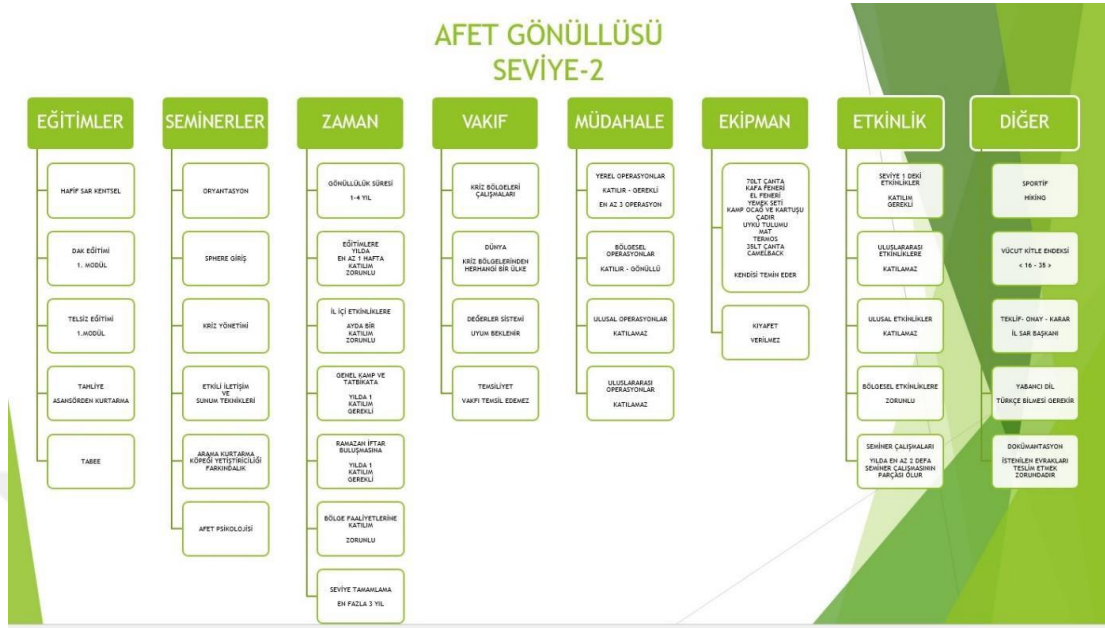 AFET GÖNÜLLÜSÜ
SEVİYE-2
EĞİTİMLER
HAFİF SAR KENTSEL
DAK EĞİTİMİ
1. MODÜL
TELSİZ EĞİTİMİ
1.MODÜL
TAHLİYE
ASANSÖRDEN KURTARMA
TABEE
SEMİNERLER
ORYANTASYON
SPHERE GİRİŞ
KRİZ YÖNETİMİ
ETKİLİ İLETİŞİM
VE
SUNUM TEKNİKLERİ
ARAMA KURTARMA
KÖPEĞİ YETİŞTİRİCİLİĞİ
FARKINDALIK
AFET PSİKOLOJİSİ
ZAMAN
GÖNÜLLÜLÜK SÜRESİ
1-4 YIL
EĞİTİMLERE
YILDA
EN AZ 1 HAFTA
KATILIM
ZORUNLU
İL İÇİ ETKİNLİKLERE
AYDA BİR
KATILIM
ZORUNLU
GENEL KAMP VE
TATBİKATA
YILDA 1
KATILIM
GEREKLİ
RAMAZAN İFTAR
BULUŞMASINA
YILDA 1
KATILIM
GEREKLİ
BÖLGE FAALİYETLERİNE
KATILIM
ZORUNLU
SEVİYE TAMAMLAMA
EN FAZLA 3 YIL
VAKIF
KRİZ BÖLGELERİ
ÇALIŞMALARI
DÜNYA
KRİZ BÖLGELERİNDEN
HERHANGİ BİR ÜLKE
DEĞERLER SİSTEMİ
UYUM BEKLENİR
TEMSİLİYET
VAKFI TEMSİL EDEMEZ
MÜDAHALE
YEREL OPERASYONLAR
KATILIR - GEREKLİ
EN AZ 3 OPERASYON
BÖLGESEL
OPERASYONLAR
KATILIR - GÖNÜLLÜ
ULUSAL OPERASYONLAR
KATILAMAZ
ULUSLARARASI
OPERASYONLAR
KATILAMAZ
EKİPMAN
70LT ÇANTA
KAFA FENERİ
EL FENERİ
YEMEK SETİ
KAMP OCAĞ VE KARTUŞU
ÇADIR
UYKU TULUMU
MAT
TERMOS
35LT ÇANTA
CAMELBACK
KENDİSİ TEMİN EDER
KIYAFET
VERİLMEZ
ETKİNLİK
SEVİYE 1 DEKİ
ETKİNLİKLER
KATILIM
GEREKLİ
ULUSLARARASI
ETKİNLİKLERE
KATILAMAZ
ULUSAL ETKİNLİKLER
KATILAMAZ
BÖLGESEL ETKİNLİKLERE
ZORUNLU
SEMİNER ÇALIŞMALARI
YILDA EN AZ 2 DEFA
SEMİNER ÇALIŞMASININ
PARÇASI OLUR
DİĞER
SPORTİF
HİKİNG
VÜCUT KİTLE ENDEKSİ
< 16 - 35 >
TEKLİF- ONAY - KARAR
İL SAR BAŞKANI
YABANCI DİL
TÜRKÇE BİLMESİ GEREKİR
DOKÜMANTASYON
İSTENİLEN EVRAKLARI
TESLİM ETMEK
ZORUNDADIR